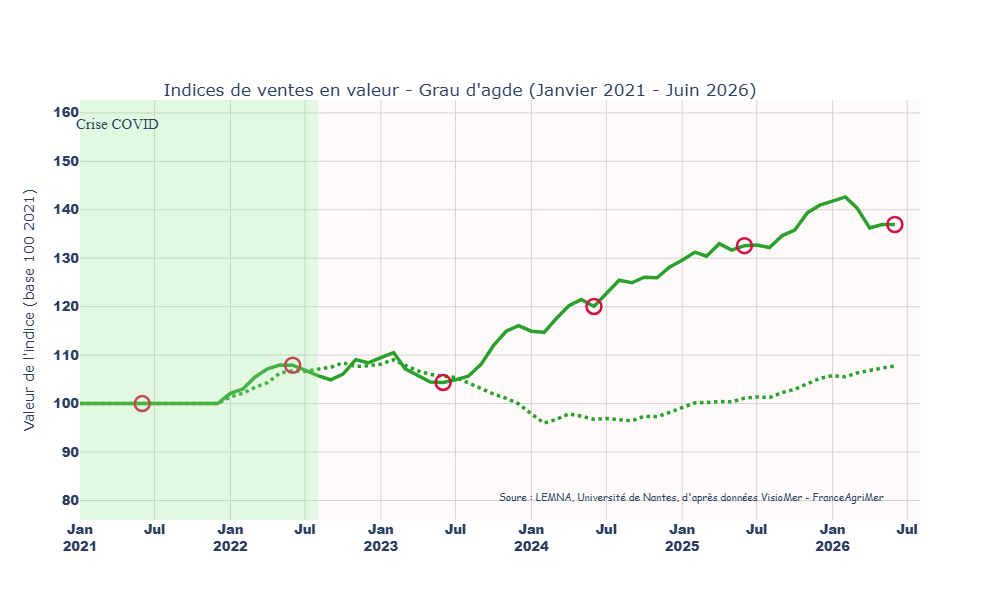 Indices de ventes en valeur - Grau d'agde (Janvier 2021 - Juin 2026)
Valeur de l'indice (base 100 2021)
160
150
140
130
120
110
100
90
80
Crise COVID
Soure : LEMNA, Université de Nantes, d'après données VisioMer - FranceAgriMer
Jan Jul Jan Jul Jan Jul Jan Jul Jan Jul Jan Jul
2021 2022 2023 2024 2025 2026